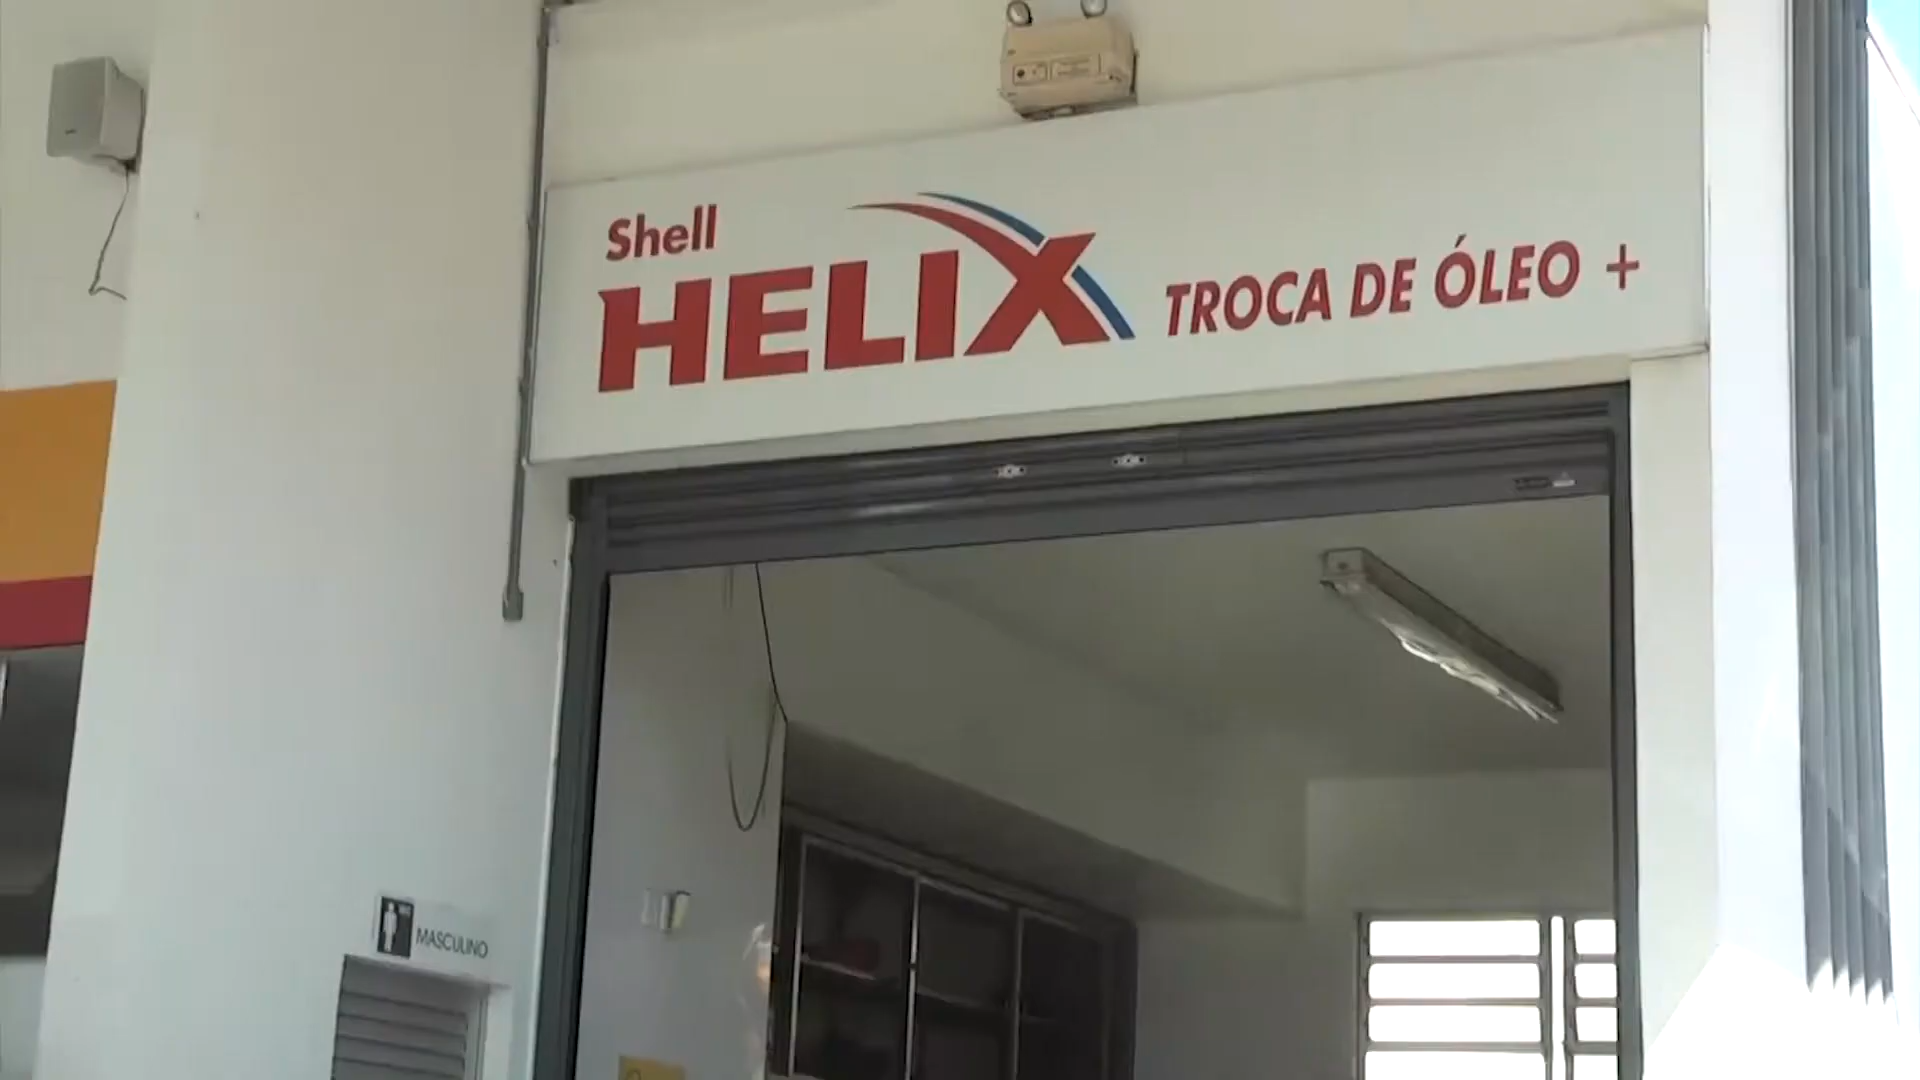 Shell
HELIX TROCA DE ÓLEO +
MASCULINO